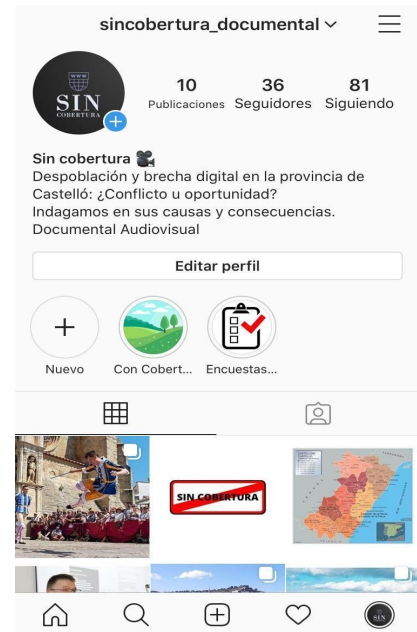 sincobertura_documental
SIN
COBERTURA
10 36 81
Publicaciones Seguidores Siguiendo
Sin cobertura
Despoblación y brecha digital en la provincia de
Castelló: ¿Conflicto u oportunidad?
Indagamos en sus causas y consecuencias.
Documental Audiovisual
Editar perfil
Nuevo Con Cobert... Encuestas...
SIN COBERTURA
SIN